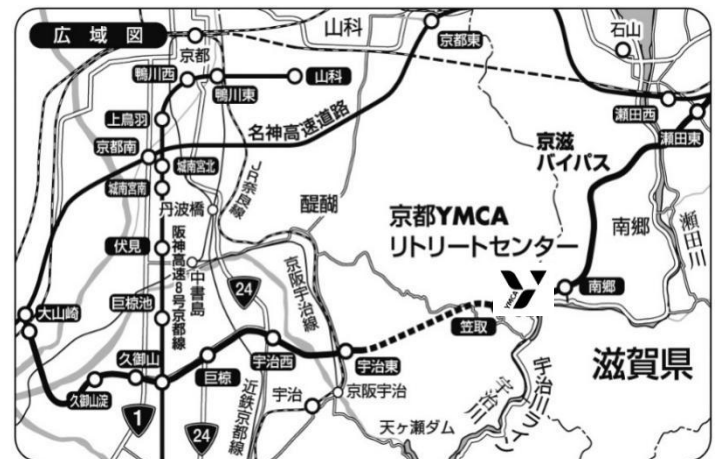 広域図
山科
石山
京都
京都東
鴨川西
鴨川東
山科
上鳥羽
名神高速道路
瀬田西
瀬田東
京都南
城南宮北
京滋
バイパス
城南宮南
JR奈良線
丹波橋
醍醐
京都YMCA
リトリートセンター
南郷
瀬田川
伏見
阪神高速8号京都線
中書島
京阪宇治線
24
YMCA
南郷
大山崎
巨椋池
笠取
久御山
巨椋
宇治西
宇治東
滋賀県
久御山淀
近鉄京都線
宇治
京阪宇治
宇治川
宇治川ライン
1
24
天ヶ瀬ダム